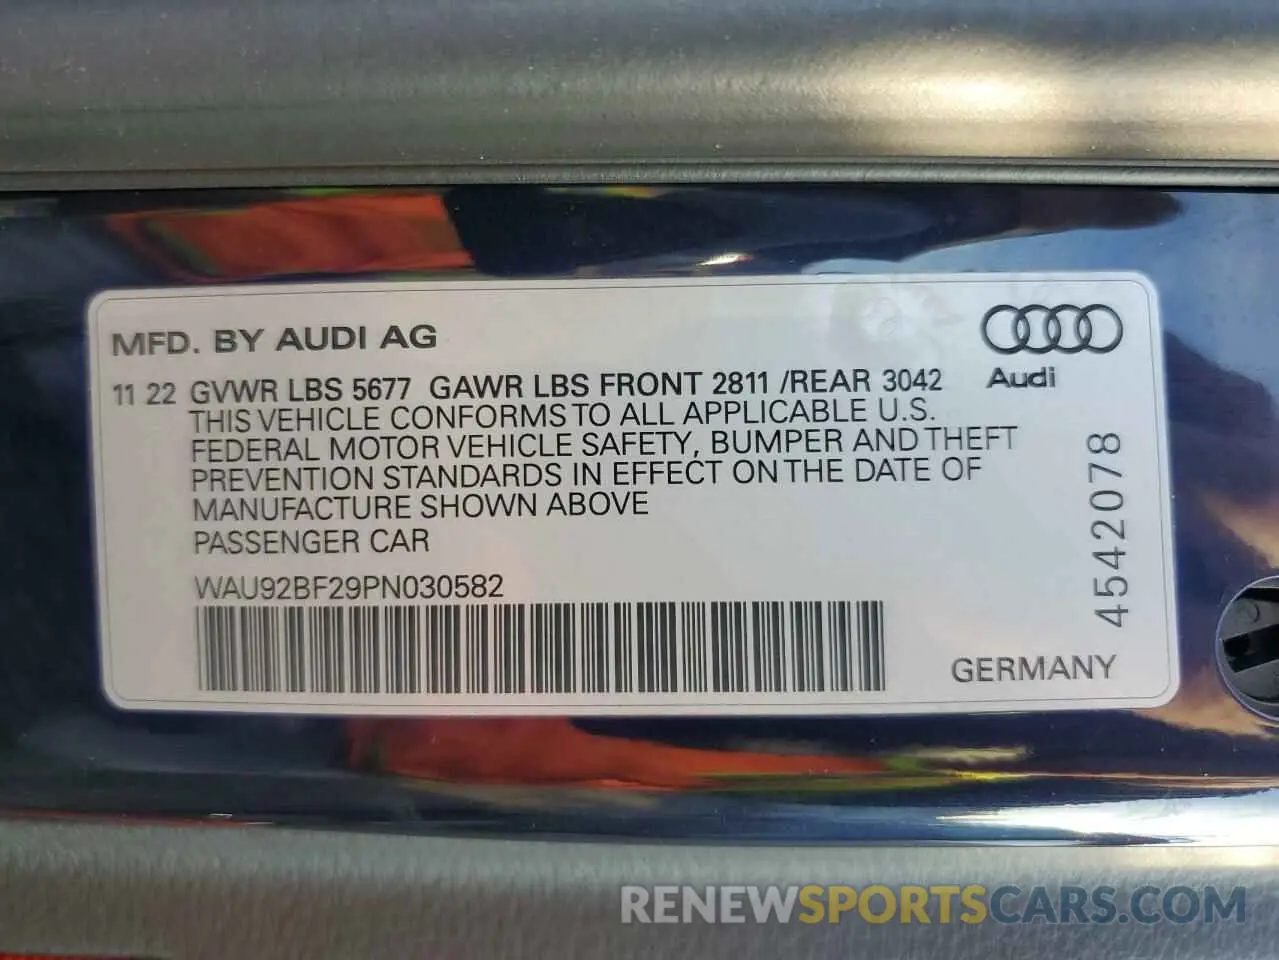 MFD. BY AUDI AG
11 22 GVWR LBS 5677 GAWR LBS FRONT 2811 /REAR 3042
Audi
THIS VEHICLE CONFORMS TO ALL APPLICABLE U.S.
FEDERAL MOTOR VEHICLE SAFETY, BUMPER AND THEFT
PREVENTION STANDARDS IN EFFECT ON THE DATE OF
MANUFACTURE SHOWN ABOVE
PASSENGER CAR
WAU92BF29PN030582
4542078
GERMANY
RENEWSPORTSCARS.COM